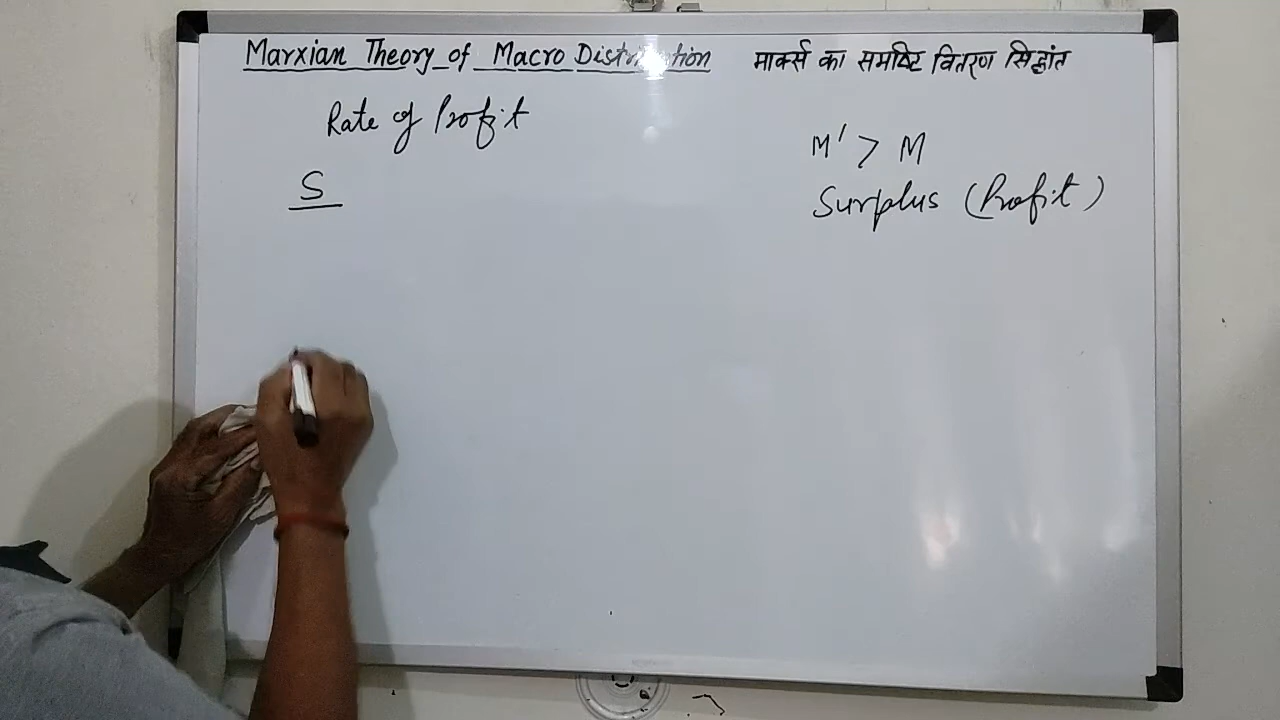 Marxian Theory of Macro Distribution मार्क्स का समष्टि वितरण सिद्धांत
Rate of Profit
M' > M
S
Surplus (Profit)